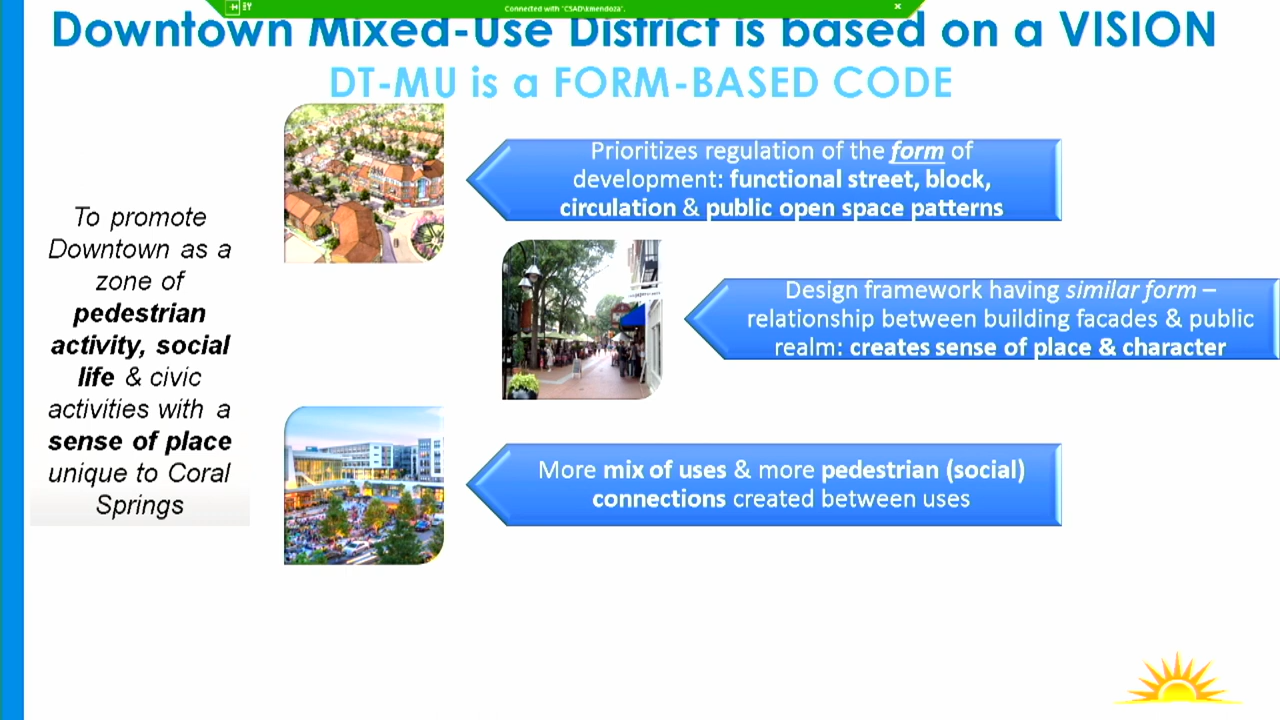 Connected with "CSAD\kmendoza".
Downtown Mixed-Use District is based on a VISION
DT-MU is a FORM-BASED CODE
To promote
Downtown as a
zone of
pedestrian
activity, social
life & civic
activities with a
sense of place
unique to Coral
Springs
Prioritizes regulation of the form of
development: functional street, block,
circulation & public open space patterns
Design framework having similar form –
relationship between building facades & public
realm: creates sense of place & character
More mix of uses & more pedestrian (social)
connections created between uses